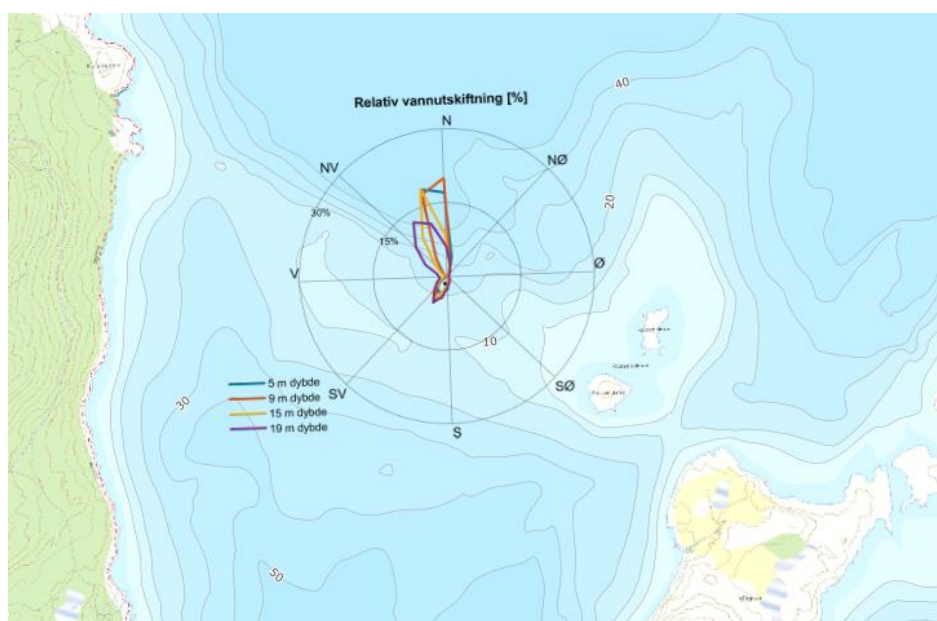 40
Relativ vannutskiftning [%]
N
NV
NØ
20
30%
15%
V
Ø
10
SØ
SV
S
5 m dybde
9 m dybde
15 m dybde
19 m dybde
30
50